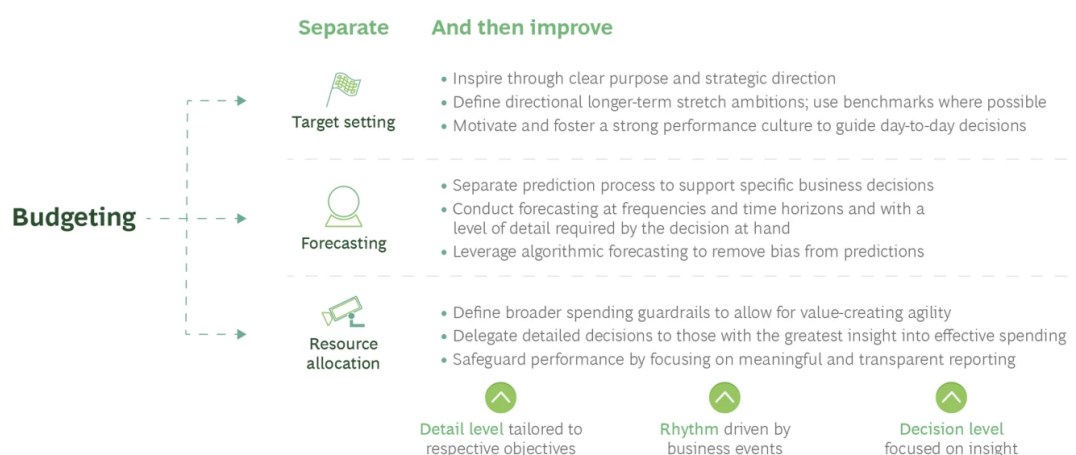 Separate
And then improve
Budgeting
Target setting
• Inspire through clear purpose and strategic direction
• Define directional longer-term stretch ambitions; use benchmarks where possible
• Motivate and foster a strong performance culture to guide day-to-day decisions
Forecasting
• Separate prediction process to support specific business decisions
• Conduct forecasting at frequencies and time horizons and with a
level of detail required by the decision at hand
• Leverage algorithmic forecasting to remove bias from predictions
Resource
allocation
• Define broader spending guardrails to allow for value-creating agility
• Delegate detailed decisions to those with the greatest insight into effective spending
• Safeguard performance by focusing on meaningful and transparent reporting
Detail level tailored to
respective objectives
Rhythm driven by
business events
Decision level
focused on insight